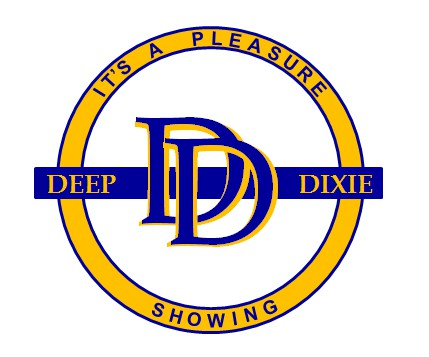 IT'S A PLEASURE
DD
DEEP DIXIE
SHOWING